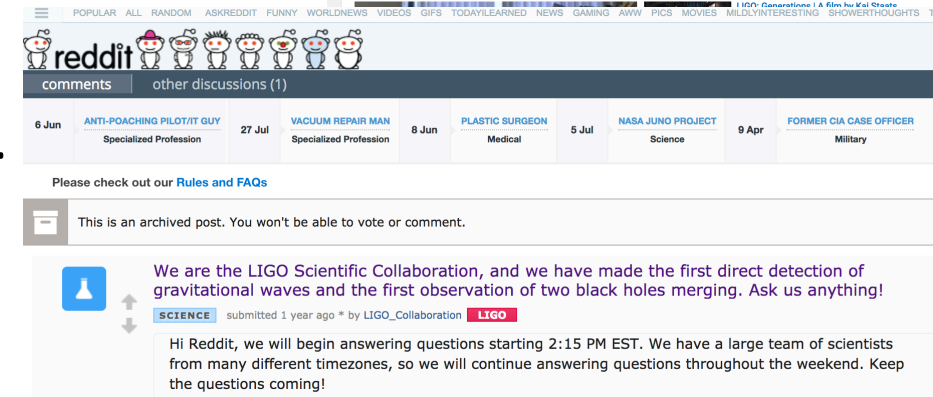 LIGO: Generations | A film by Kai Staats
POPULAR ALL RANDOM ASKREDDIT FUNNY WORLDNEWS VIDEOS GIFS TODAYILEARNED NEWS GAMING AWW PICS MOVIES MILDLYINTERESTING SHOWERTHOUGHTS
reddit
comments other discussions (1)
6 Jun ANTI-POACHING PILOT/IT GUY 27 Jul VACUUM REPAIR MAN 8 Jun PLASTIC SURGEON 5 Jul NASA JUNO PROJECT 9 Apr FORMER CIA CASE OFFICER
Specialized Profession Specialized Profession Medical Science Military
Please check out our Rules and FAQs
This is an archived post. You won't be able to vote or comment.
We are the LIGO Scientific Collaboration, and we have made the first direct detection of
gravitational waves and the first observation of two black holes merging. Ask us anything!
SCIENCE submitted 1 year ago * by LIGO_Collaboration LIGO
Hi Reddit, we will begin answering questions starting 2:15 PM EST. We have a large team of scientists
from many different timezones, so we will continue answering questions throughout the weekend. Keep
the questions coming!